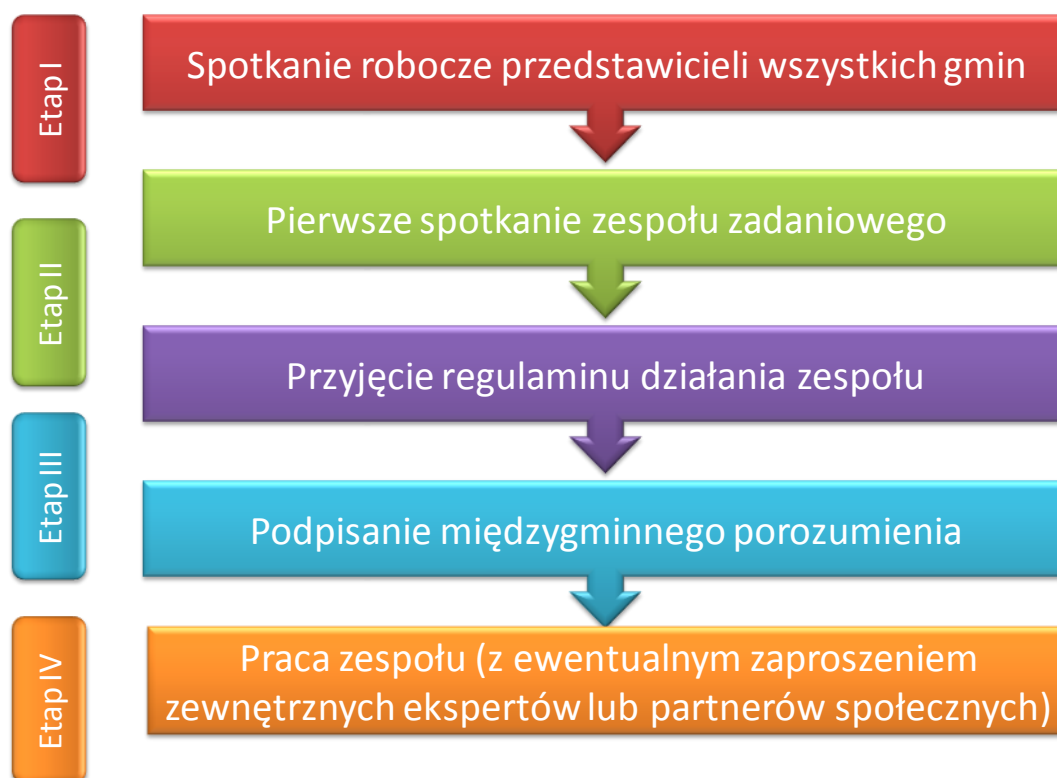 Etap I
Spotkanie robocze przedstawicieli wszystkich gmin
Etap II
Pierwsze spotkanie zespołu zadaniowego
Przyjęcie regulaminu działania zespołu
Etap III
Podpisanie międzygminnego porozumienia
Etap IV
Praca zespołu (z ewentualnym zaproszeniem
zewnętrznych ekspertów lub partnerów społecznych)